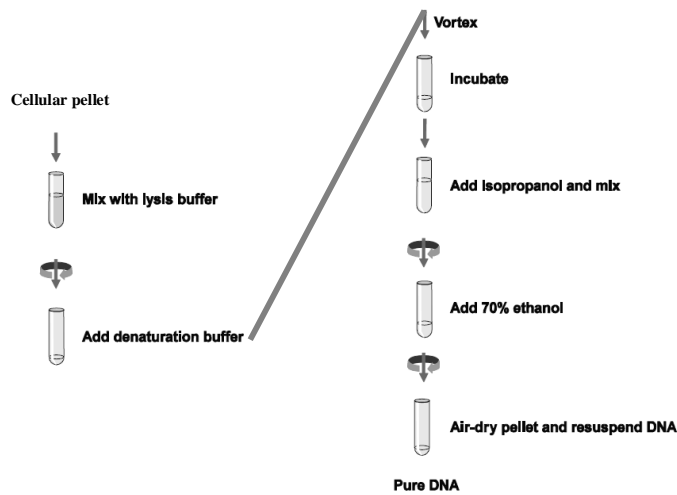 Cellular pellet
Mix with lysis buffer
Add denaturation buffer
Vortex
Incubate
Add isopropanol and mix
Add 70% ethanol
Air-dry pellet and resuspend DNA
Pure DNA